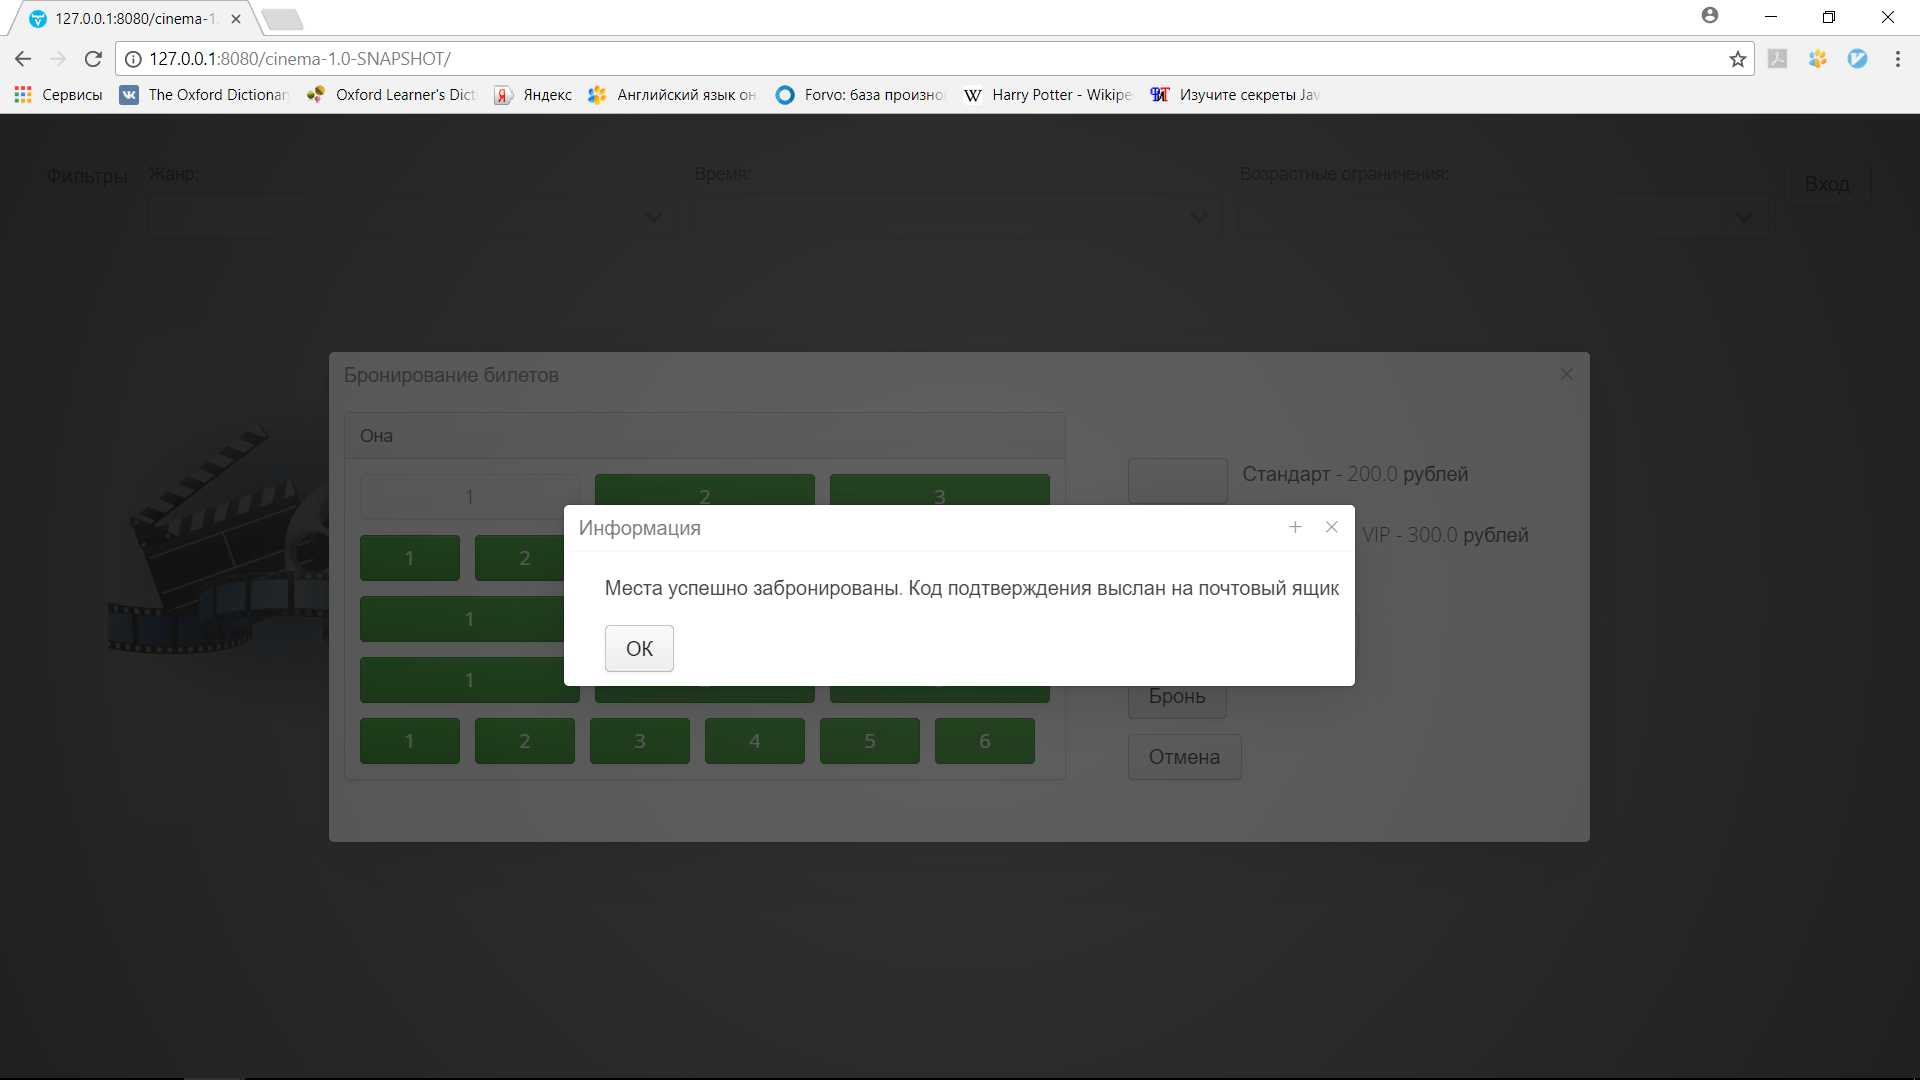 127.0.0.1:8080/cinema-1.
127.0.0.1:8080/cinema-1.0-SNAPSHOT/
Сервисы The Oxford Dictionary Oxford Learner's Dict Яндекс Английский язык он Forvo: база произно Harry Potter - Wikipe Изучите секреты Jav
Фильтры: Жанр: Время: Возрастные ограничения: Вход
Бронирование билетов
Она
1 2 3
Стандарт - 200.0 рублей
Информация
VIP - 300.0 рублей
1 2
Места успешно забронированы. Код подтверждения выслан на почтовый ящик
1
ОК
1
Бронь
1 2 3 4 5 6
Отмена